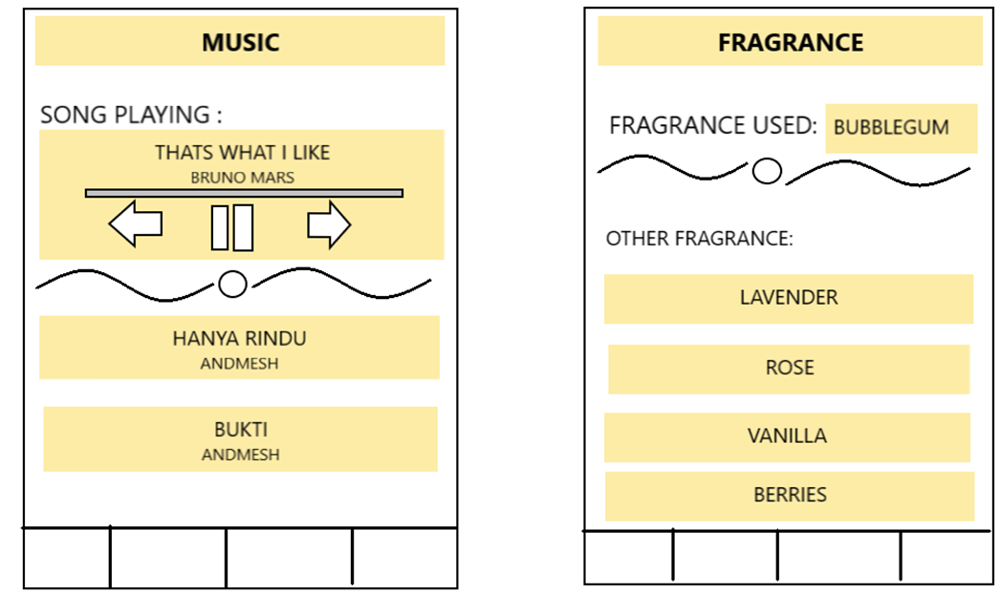 MUSIC
SONG PLAYING :
THATS WHAT I LIKE
BRUNO MARS
HANYA RINDU
ANDMESH
BUKTI
ANDMESH
FRAGRANCE
FRAGRANCE USED: BUBBLEGUM
OTHER FRAGRANCE:
LAVENDER
ROSE
VANILLA
BERRIES